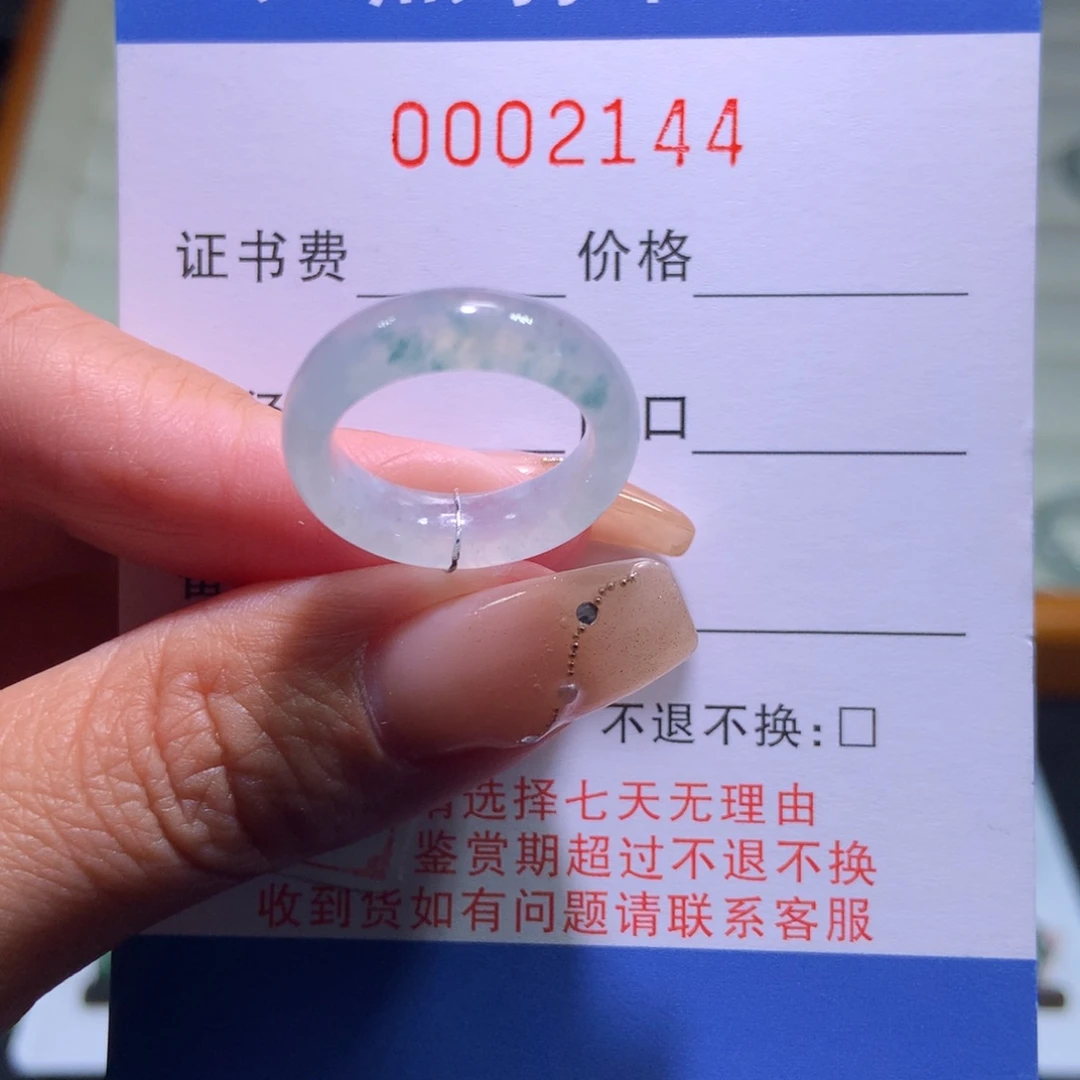 0002144
证书费 价格
口
不退不换:□
请选择七天无理由
鉴赏期超过不退不换
收到货如有问题请联系客服